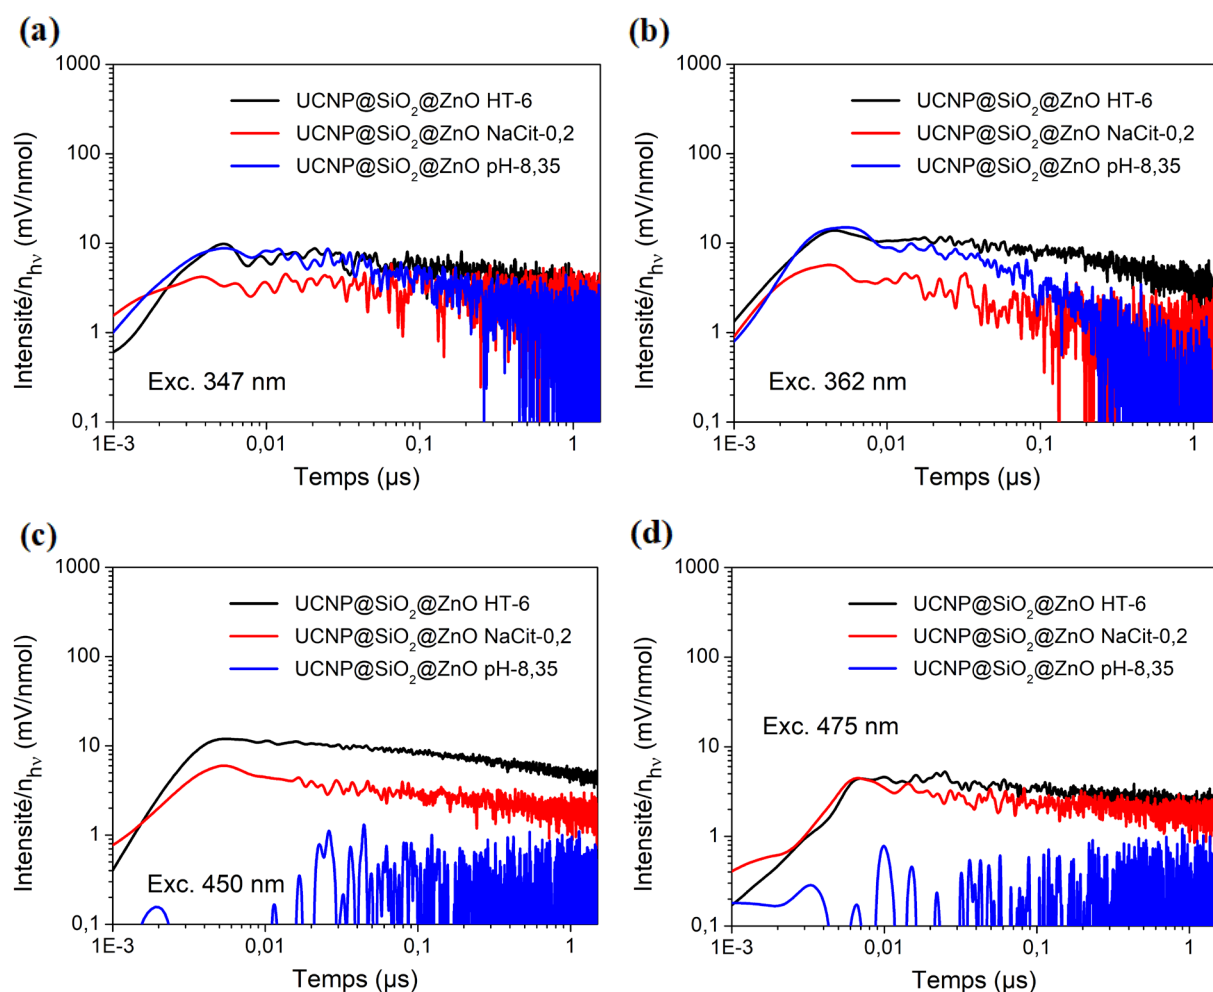 (a)
1000
100
10
1
0,1
1E-3
0,01
0,1
1
Intensité/n_hν (mV/nmol)
Temps (µs)
UCNP@SiO₂@ZnO HT-6
UCNP@SiO₂@ZnO NaCit-0,2
UCNP@SiO₂@ZnO pH-8,35
Exc. 347 nm
(b)
1000
100
10
1
0,1
1E-3
0,01
0,1
1
Intensité/n_hν (mV/nmol)
Temps (µs)
UCNP@SiO₂@ZnO HT-6
UCNP@SiO₂@ZnO NaCit-0,2
UCNP@SiO₂@ZnO pH-8,35
Exc. 362 nm
(c)
1000
100
10
1
0,1
1E-3
0,01
0,1
1
Intensité/n_hν (mV/nmol)
Temps (µs)
UCNP@SiO₂@ZnO HT-6
UCNP@SiO₂@ZnO NaCit-0,2
UCNP@SiO₂@ZnO pH-8,35
Exc. 450 nm
(d)
1000
100
10
1
0,1
1E-3
0,01
0,1
1
Intensité/n_hν (mV/nmol)
Temps (µs)
UCNP@SiO₂@ZnO HT-6
UCNP@SiO₂@ZnO NaCit-0,2
UCNP@SiO₂@ZnO pH-8,35
Exc. 475 nm